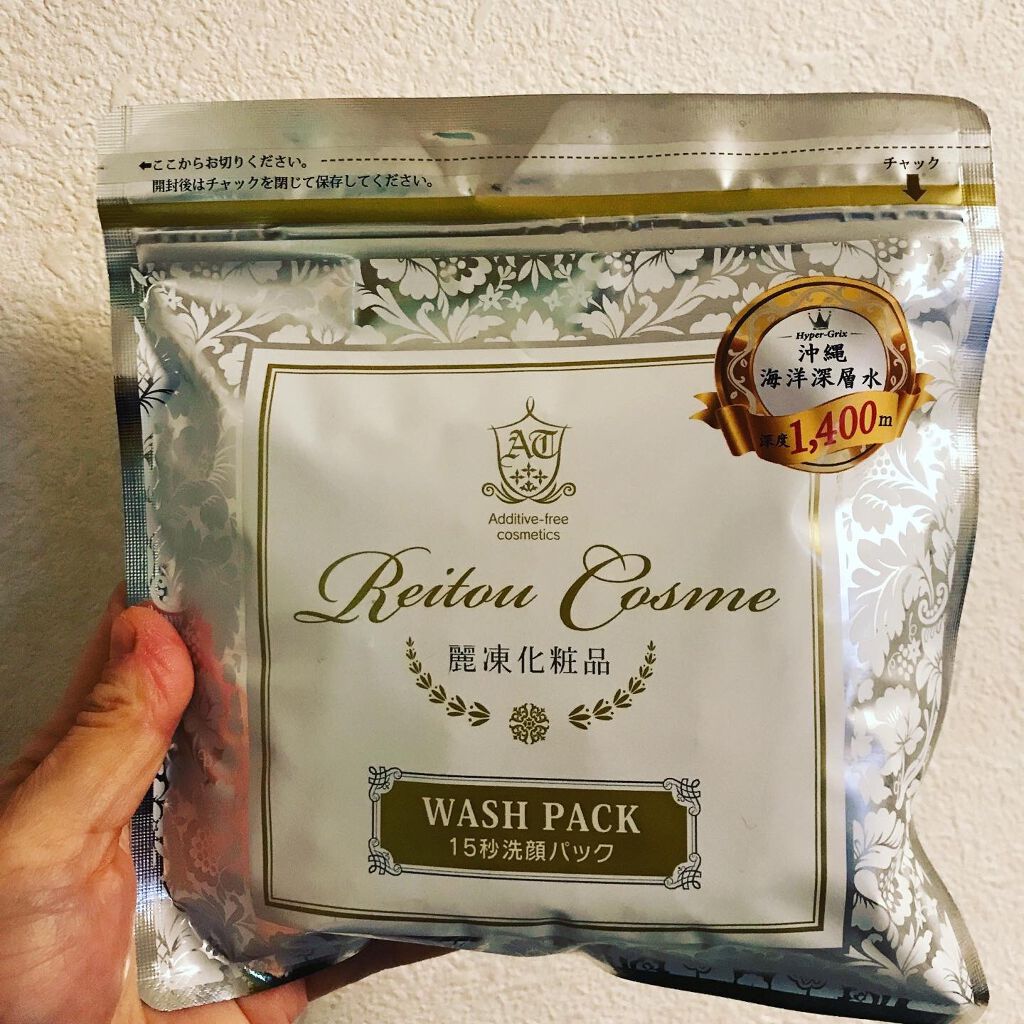 ←ここからお切りください。
開封後はチャックを閉じて保存してください。
チャック
Hyper-Grix
沖縄
海洋深層水
深度1,400m
AT
Additive-free
cosmetics
Reitou Cosme
麗凍化粧品
WASH PACK
15秒洗顔パック